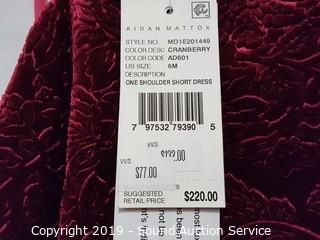 AIDAN MATTOX
STYLE NO. MD1E201449
COLOR DESC CRANBERRY
COLOR CODE AD601
US SIZE 6M
DESCRIPTION
ONE SHOULDER SHORT DRESS
7 97532 79390 5
WS
$132.00
WS
$77.00
SUGGESTED
RETAIL PRICE $220.00
Copyright 2019 - Sound Auction Service